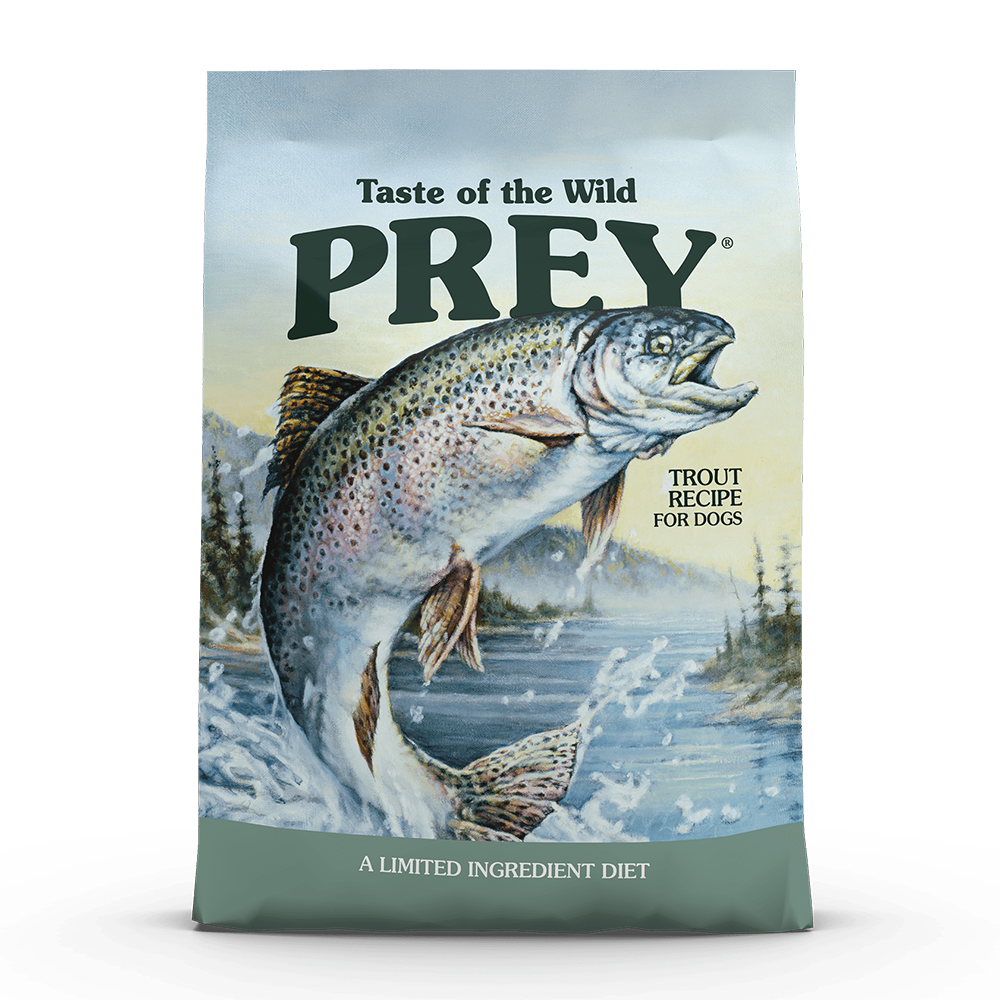 Taste of the Wild
PREY®
TROUT
RECIPE
FOR DOGS
A LIMITED INGREDIENT DIET